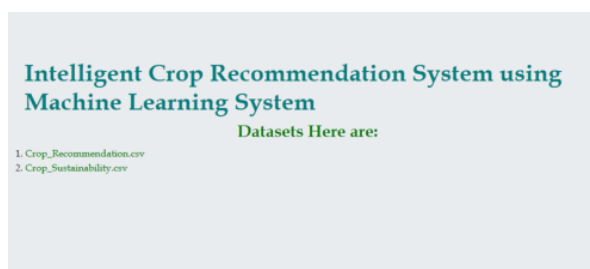 Intelligent Crop Recommendation System using
Machine Learning System
Datasets Here are:
1. Crop_Recommendation.csv
2. Crop_Sustainability.csv